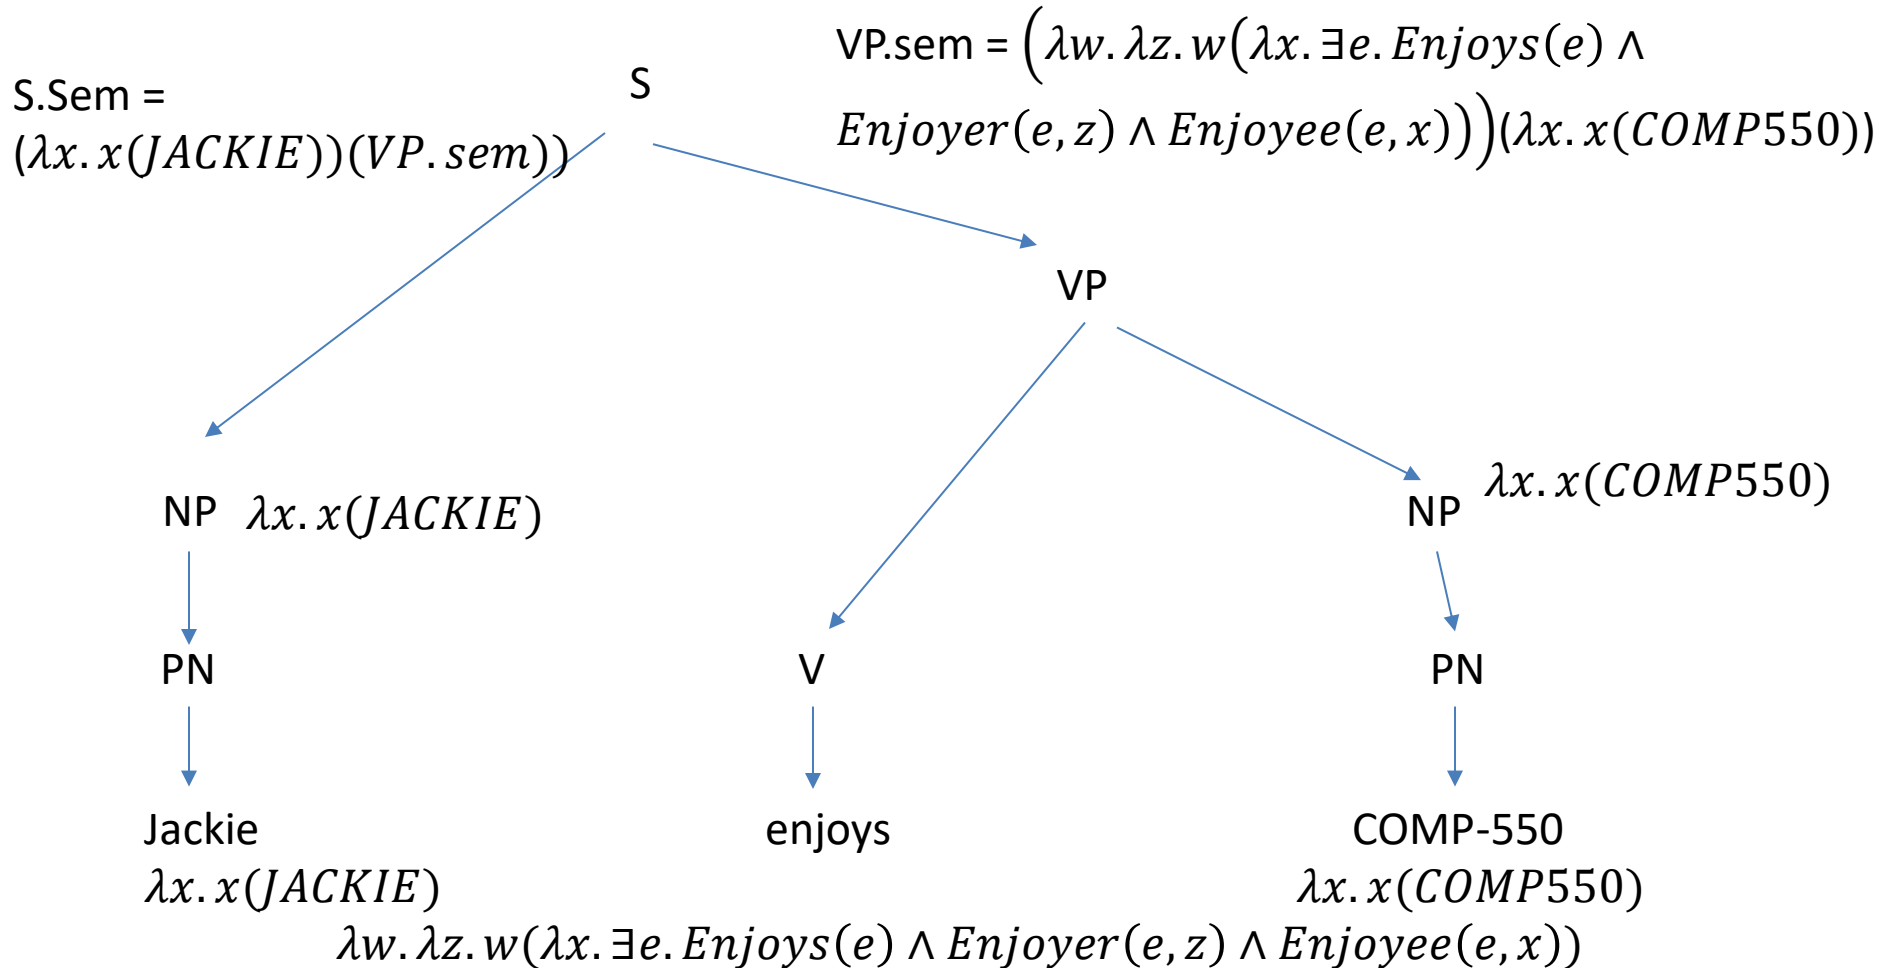 S.Sem =
(λx. x(JACKIE))(VP. sem))
S
VP.sem = (λw. λz. w(λx. ∃e. Enjoys(e) ∧
Enjoyer(e, z) ∧ Enjoyee(e, x)))(λx. x(COMP550))
VP
NP λx. x(JACKIE)
NP λx. x(COMP550)
PN
V
PN
Jackie
λx. x(JACKIE)
enjoys
COMP-550
λx. x(COMP550)
λw. λz. w(λx. ∃e. Enjoys(e) ∧ Enjoyer(e, z) ∧ Enjoyee(e, x))